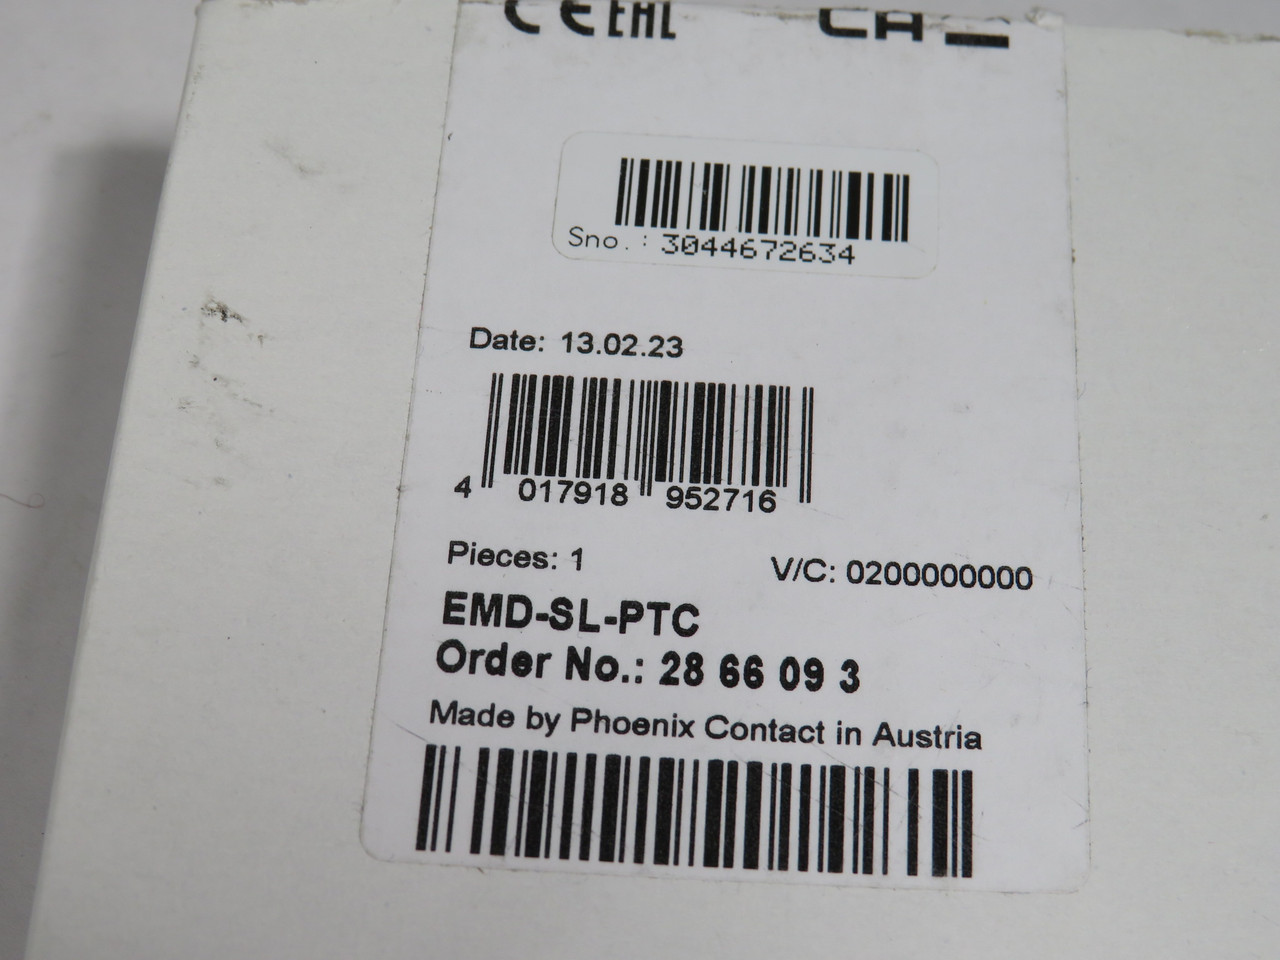 CE EAC
Sno.: 3044672634
Date: 13.02.23
4 017918 952716
Pieces: 1 V/C: 0200000000
EMD-SL-PTC
Order No.: 28 66 09 3
Made by Phoenix Contact in Austria